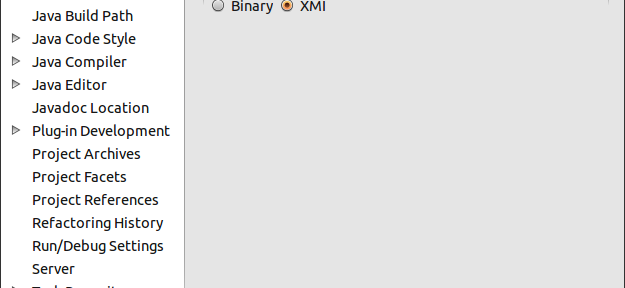 Binary XMI
Java Build Path
Java Code Style
Java Compiler
Java Editor
Javadoc Location
Plug-in Development
Project Archives
Project Facets
Project References
Refactoring History
Run/Debug Settings
Server